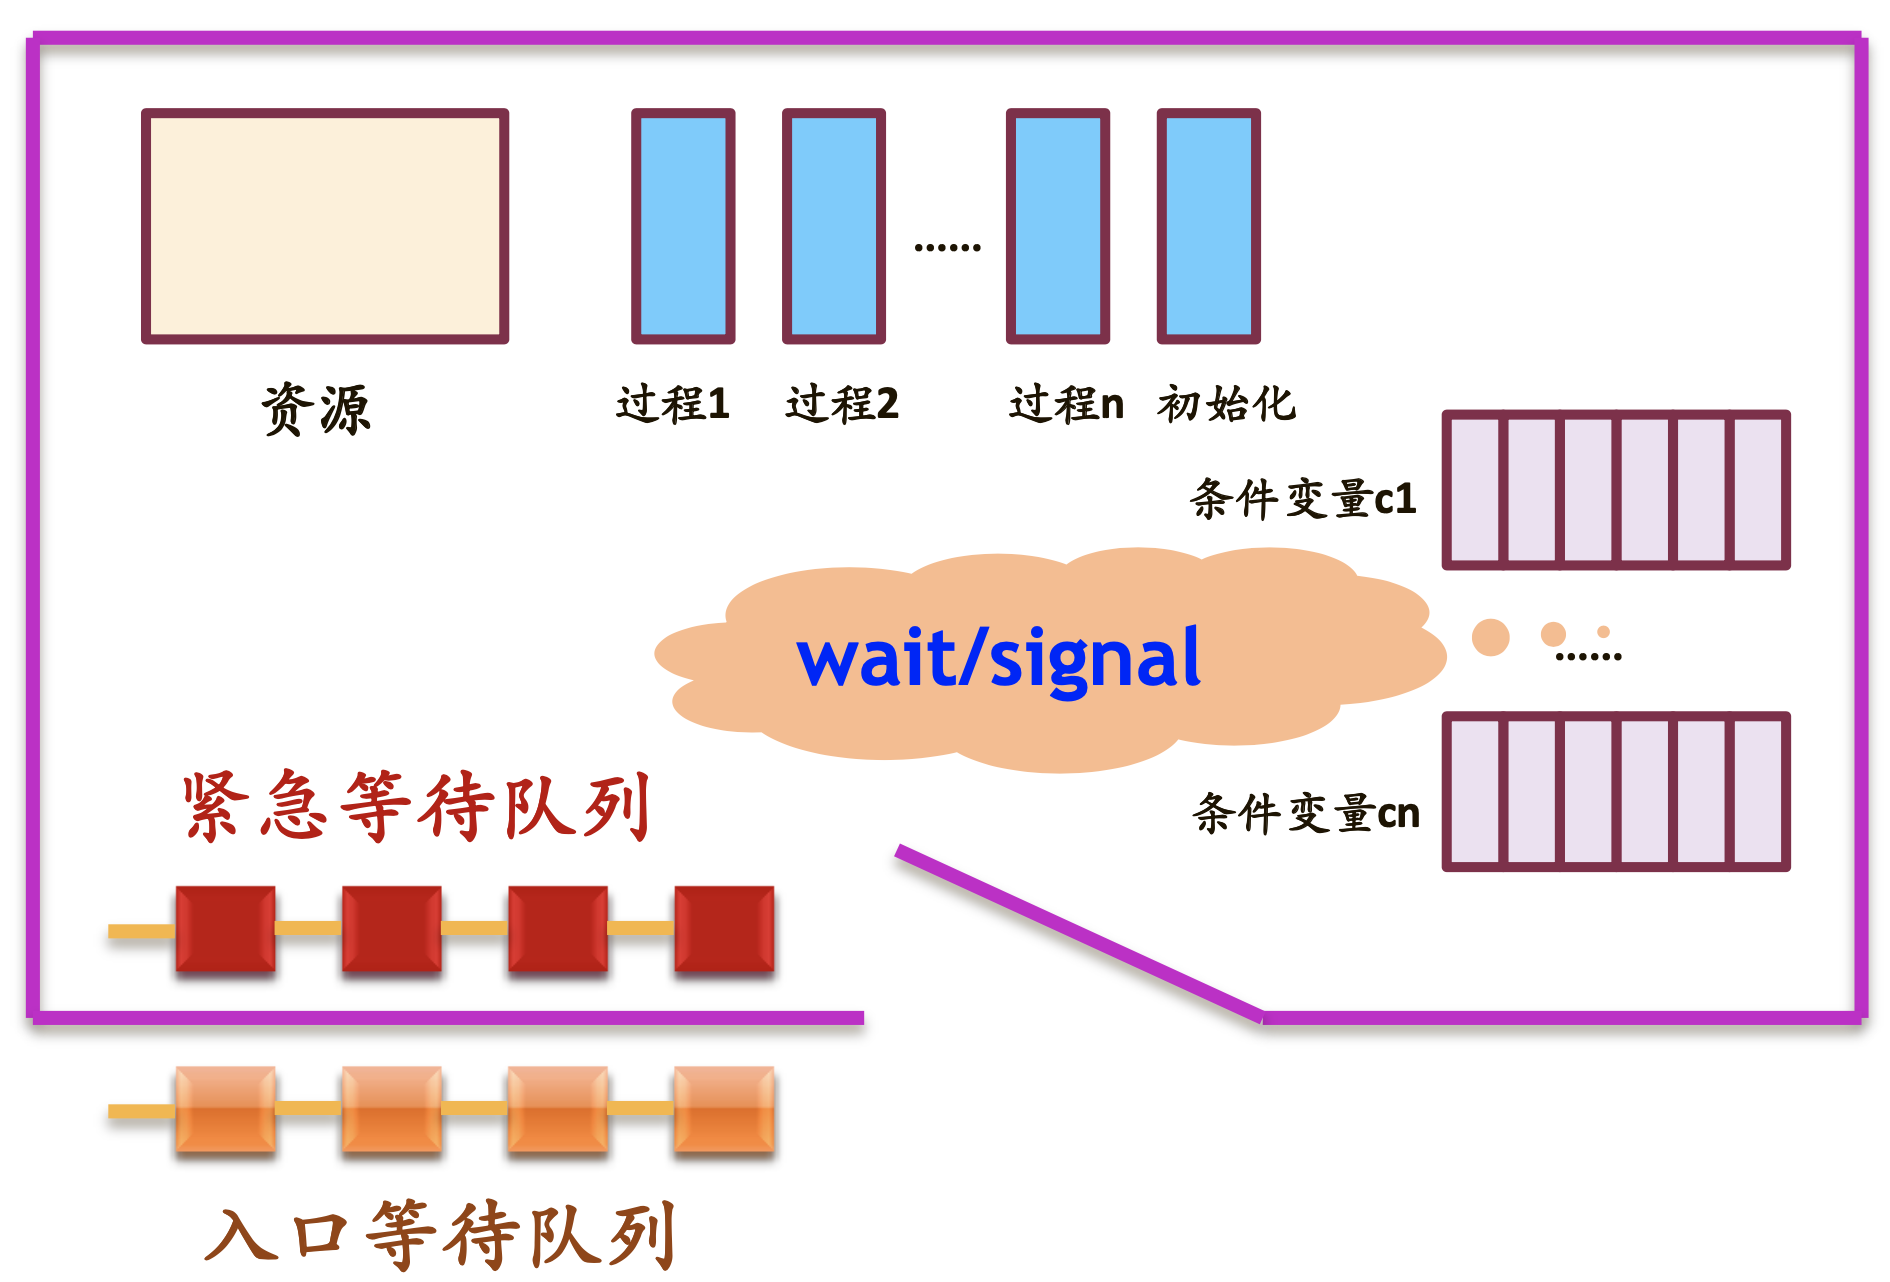 资源
过程1 过程2 …… 过程n 初始化
条件变量c1
wait/signal
……
条件变量cn
紧急等待队列
入口等待队列